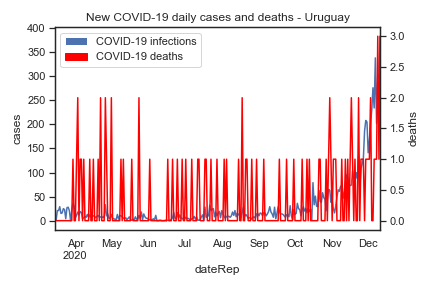 New COVID-19 daily cases and deaths - Uruguay
COVID-19 infections
COVID-19 deaths
400
350
300
250
200
150
100
50
0
cases
3.0
2.5
2.0
1.5
1.0
0.5
0.0
deaths
Apr May Jun Jul Aug Sep Oct Nov Dec
2020
dateRep